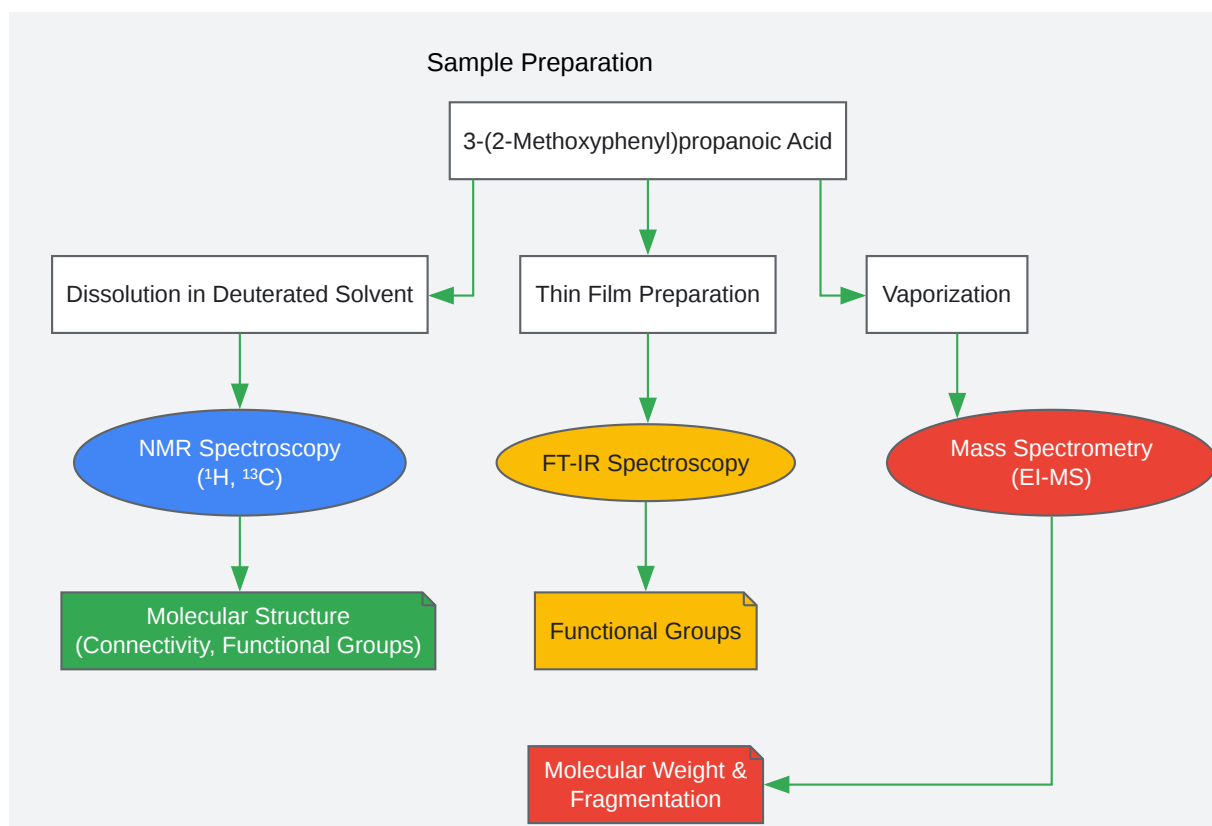 Sample Preparation
3-(2-Methoxyphenyl)propanoic Acid
Dissolution in Deuterated Solvent
Thin Film Preparation
Vaporization
NMR Spectroscopy
(¹H, ¹³C)
FT-IR Spectroscopy
Mass Spectrometry
(EI-MS)
Molecular Structure
(Connectivity, Functional Groups)
Functional Groups
Molecular Weight &
Fragmentation